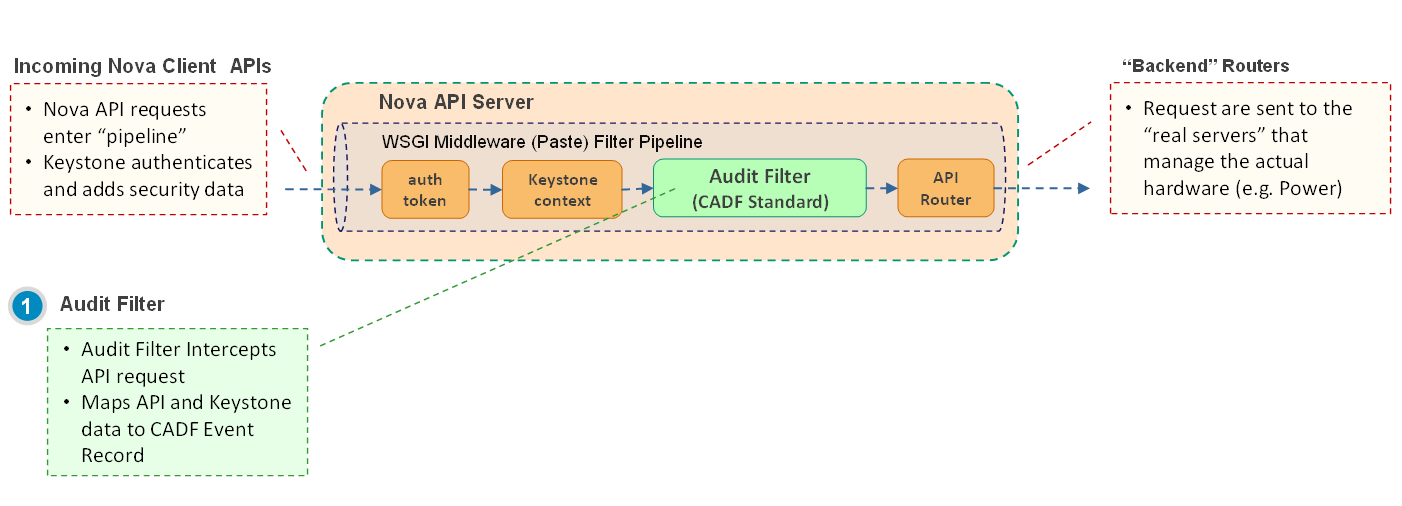 Incoming Nova Client APIs
• Nova API requests
enter “pipeline”
• Keystone authenticates
and adds security data
Nova API Server
WSGI Middleware (Paste) Filter Pipeline
auth
token
Keystone
context
Audit Filter
(CADF Standard)
API
Router
“Backend” Routers
• Request are sent to the
“real servers” that
manage the actual
hardware (e.g. Power)
1
Audit Filter
• Audit Filter Intercepts
API request
• Maps API and Keystone
data to CADF Event
Record